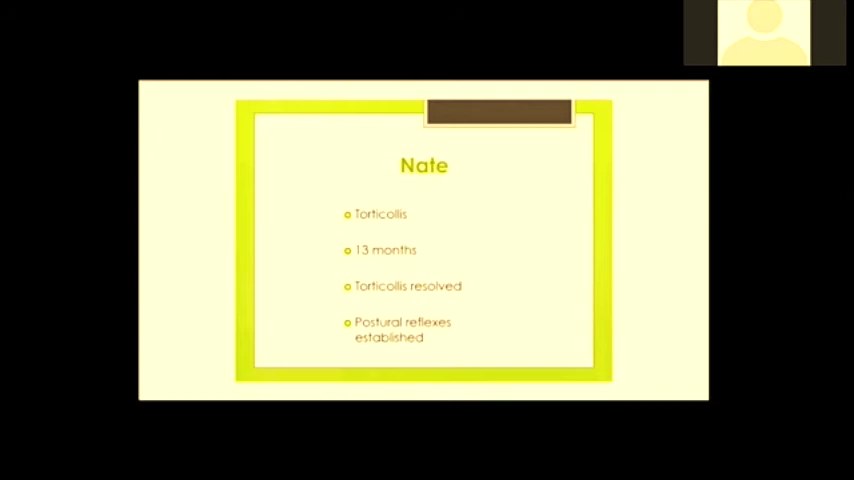 Nate
Torticollis
13 months
Torticollis resolved
Postural reflexes
established